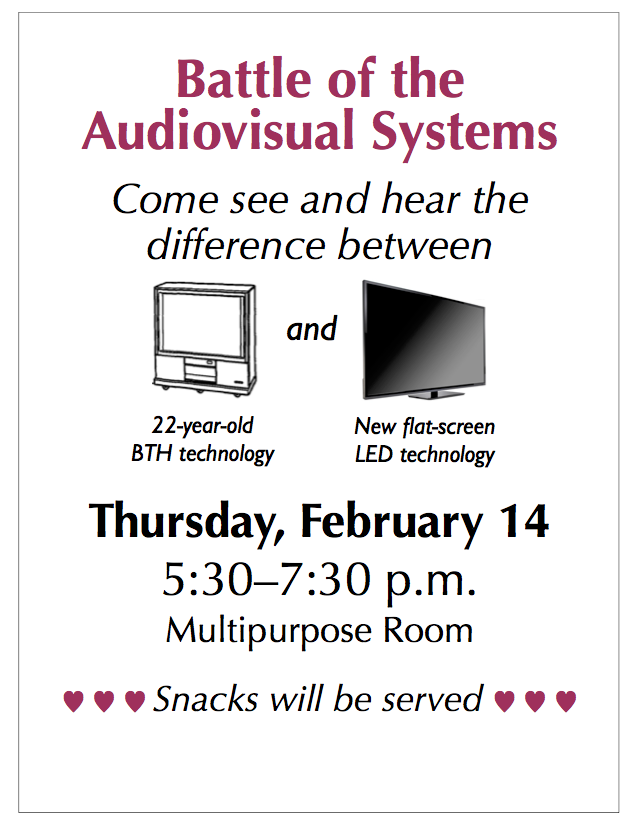 Battle of the
Audiovisual Systems
Come see and hear the
difference between
and
22-year-old
BTH technology
New flat-screen
LED technology
Thursday, February 14
5:30–7:30 p.m.
Multipurpose Room
♥ ♥ ♥ Snacks will be served ♥ ♥ ♥